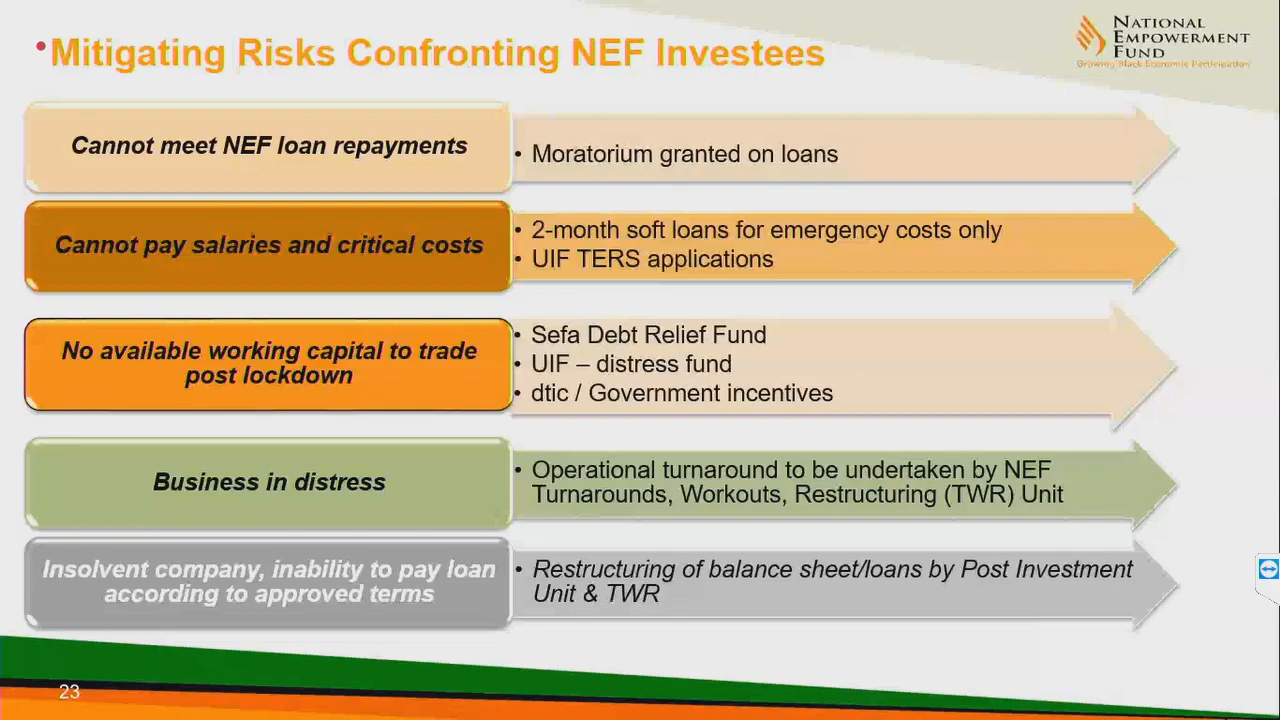 • Mitigating Risks Confronting NEF Investees
NATIONAL
EMPOWERMENT
FUND
Growing Black Economic Participation
Cannot meet NEF loan repayments
• Moratorium granted on loans
Cannot pay salaries and critical costs
• 2-month soft loans for emergency costs only
• UIF TERS applications
No available working capital to trade
post lockdown
• Sefa Debt Relief Fund
• UIF – distress fund
• dtic / Government incentives
Business in distress
• Operational turnaround to be undertaken by NEF
Turnarounds, Workouts, Restructuring (TWR) Unit
Insolvent company, inability to pay loan
according to approved terms
• Restructuring of balance sheet/loans by Post Investment
Unit & TWR
23